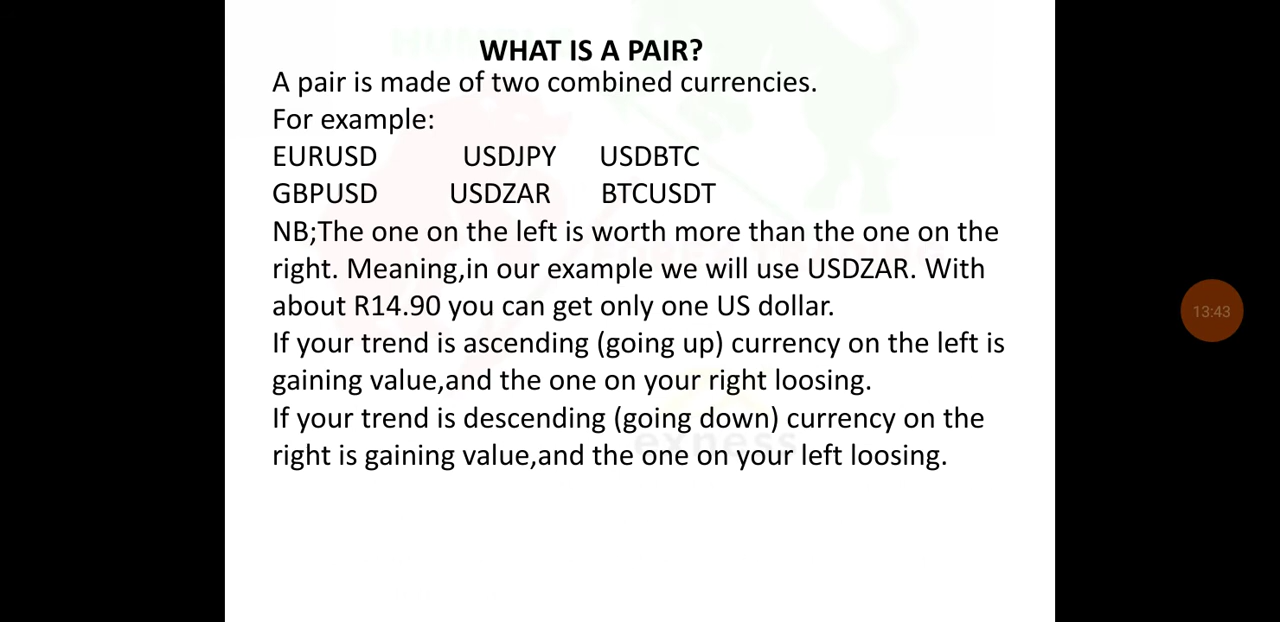 WHAT IS A PAIR?
A pair is made of two combined currencies.
For example:
EURUSD USDJPY USDBTC
GBPUSD USDZAR BTCUSDT
NB;The one on the left is worth more than the one on the
right. Meaning,in our example we will use USDZAR. With
about R14.90 you can get only one US dollar.
If your trend is ascending (going up) currency on the left is
gaining value,and the one on your right loosing.
If your trend is descending (going down) currency on the
right is gaining value,and the one on your left loosing.
exness
13:43